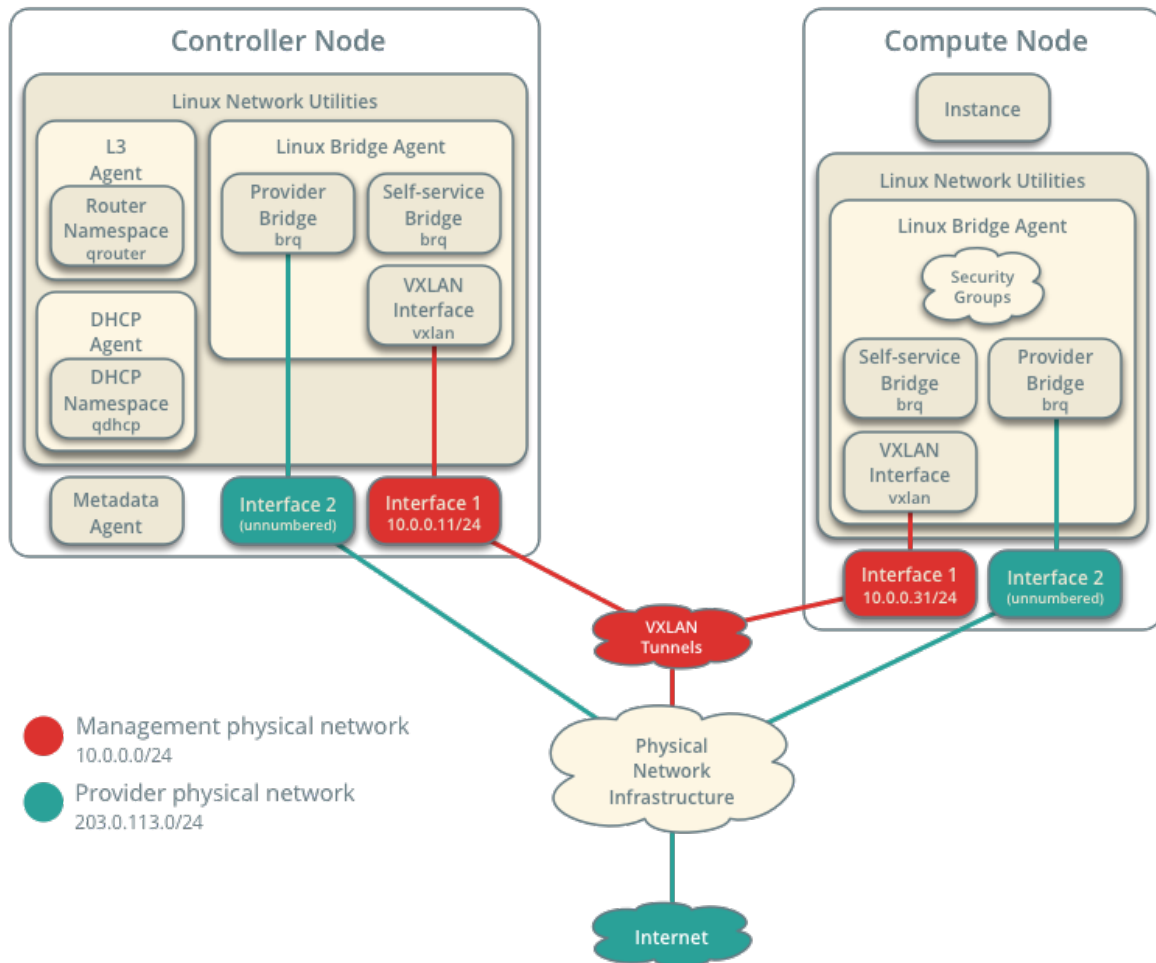 Controller Node
Linux Network Utilities
L3
Agent
Router
Namespace
qrouter
DHCP
Agent
DHCP
Namespace
qdhcp
Linux Bridge Agent
Provider
Bridge
brq
Self-service
Bridge
brq
VXLAN
Interface
vxlan
Metadata
Agent
Interface 2
(unnumbered)
Interface 1
10.0.0.11/24
Compute Node
Instance
Linux Network Utilities
Linux Bridge Agent
Security
Groups
Self-service
Bridge
brq
Provider
Bridge
brq
VXLAN
Interface
vxlan
Interface 1
10.0.0.31/24
Interface 2
(unnumbered)
VXLAN
Tunnels
Management physical network
10.0.0.0/24
Provider physical network
203.0.113.0/24
Physical
Network
Infrastructure
Internet